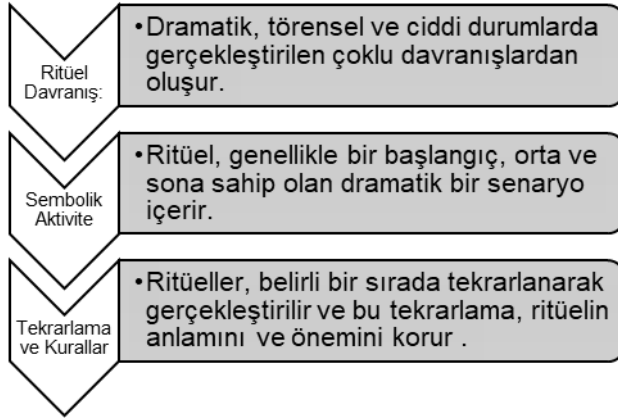 Ritüel
Davranış:
•Dramatik, törensel ve ciddi durumlarda
gerçekleştirilen çoklu davranışlardan
oluşur.
Sembolik
Aktivite
•Ritüel, genellikle bir başlangıç, orta ve
sona sahip olan dramatik bir senaryo
içerir.
Tekrarlama
ve Kurallar
•Ritüeller, belirli bir sırada tekrarlanarak
gerçekleştirilir ve bu tekrarlama, ritüelin
anlamını ve önemini korur .